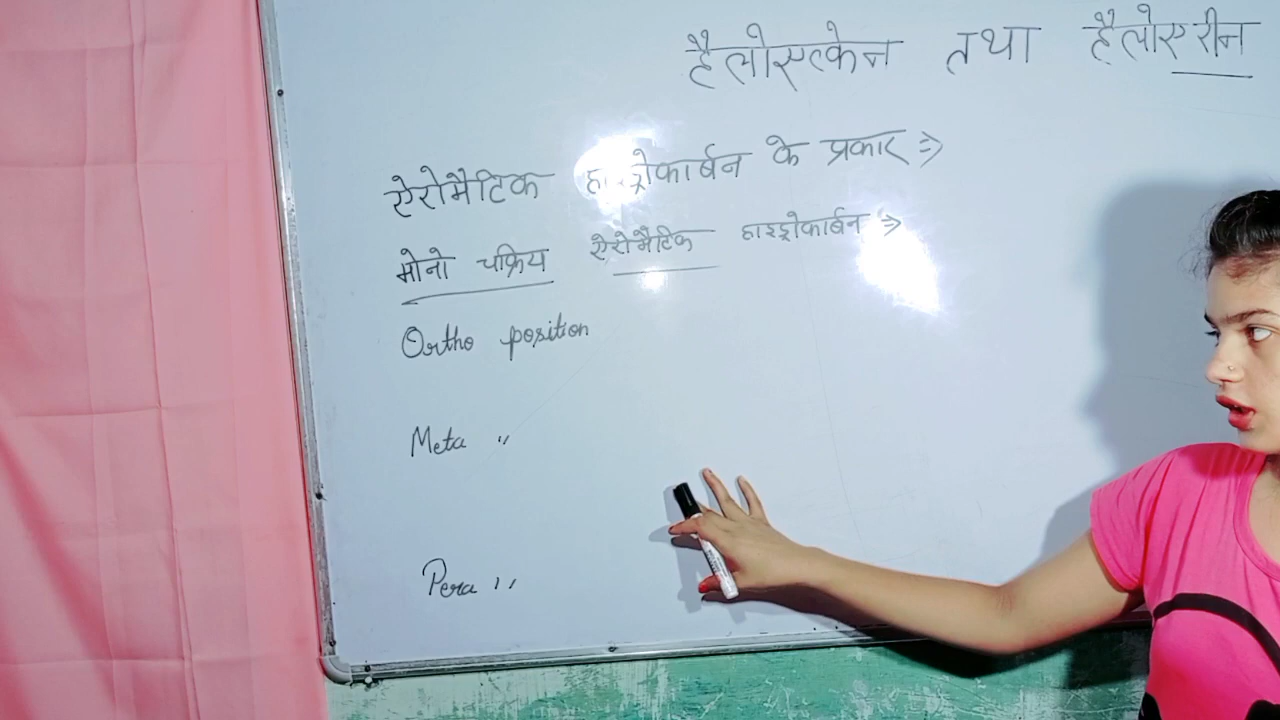 हैलोएल्केन तथा हैलोएरीन
ऐरोमैटिक हाइड्रोकार्बन के प्रकार ⇒
मोनो चक्रिय ऐरोमैटिक हाइड्रोकार्बन ⇒
Ortho position
Meta "
Pera ''